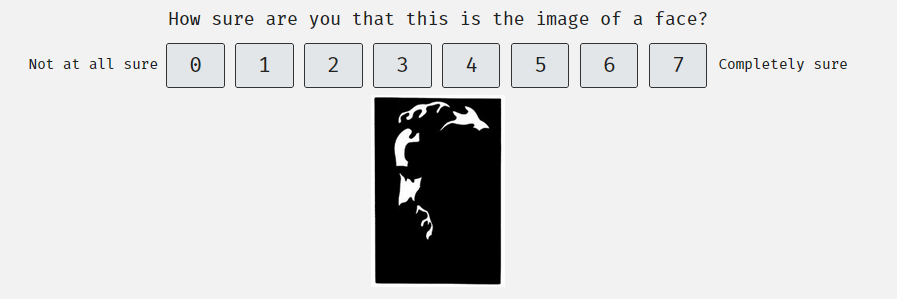 How sure are you that this is the image of a face?
Not at all sure 0 1 2 3 4 5 6 7 Completely sure